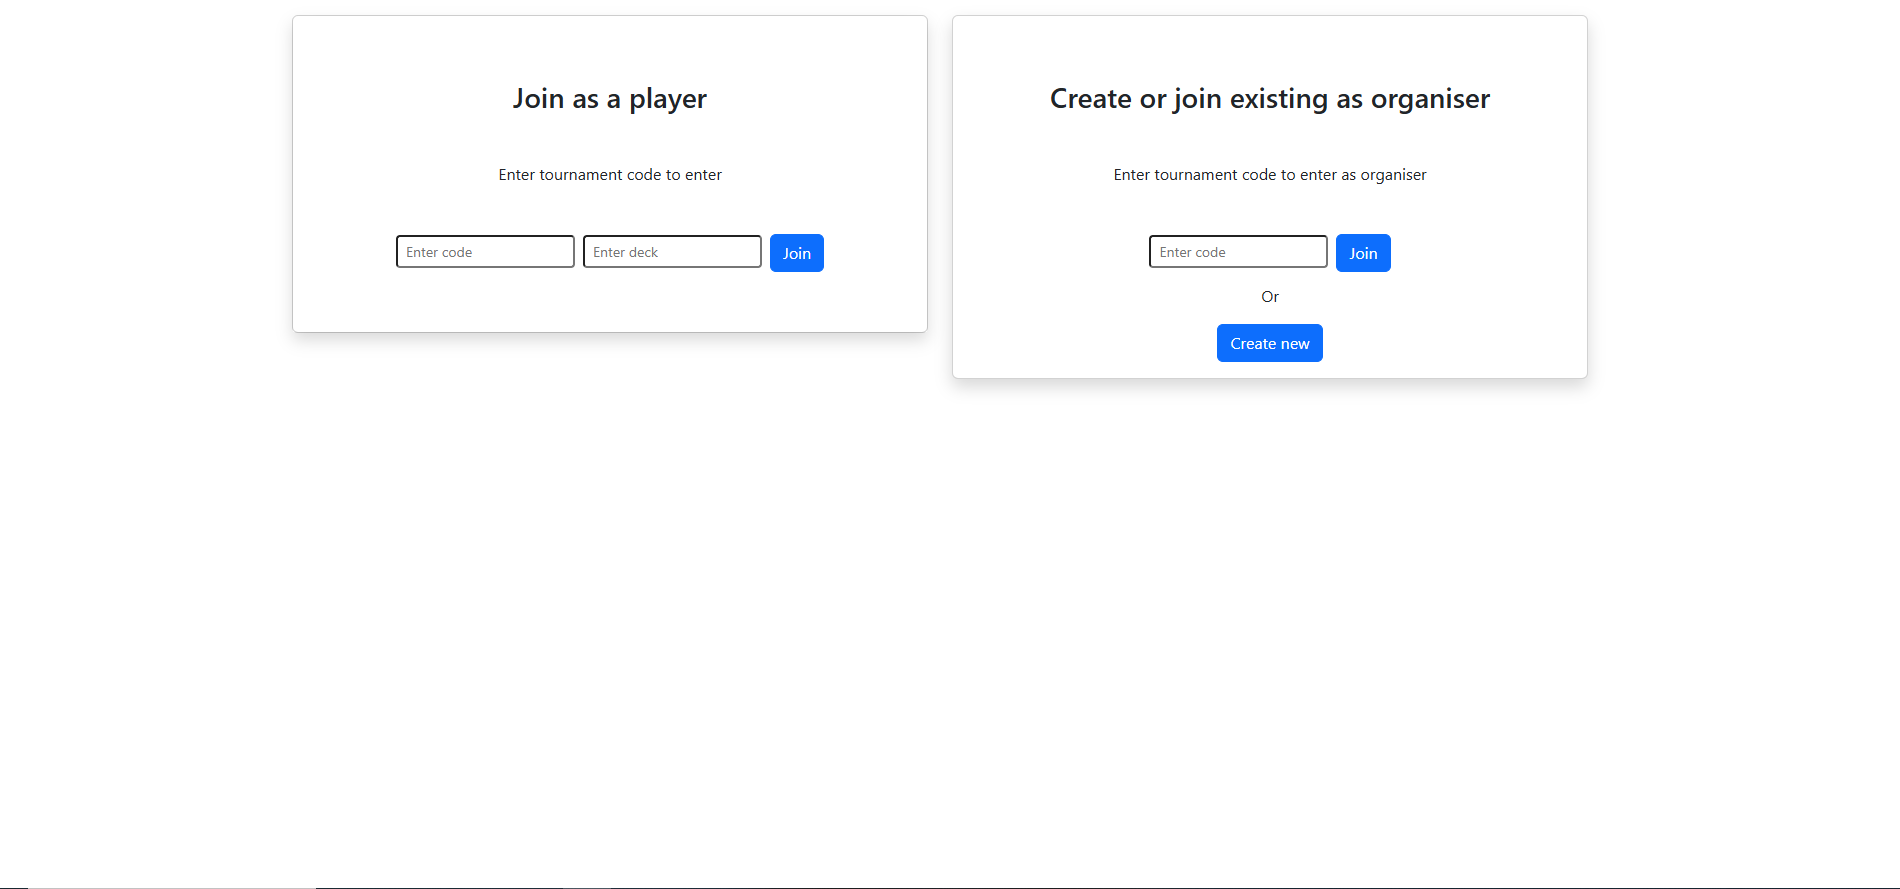 Join as a player
Enter tournament code to enter
Enter code
Enter deck
Join
Create or join existing as organiser
Enter tournament code to enter as organiser
Enter code
Join
Or
Create new